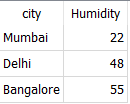 city Humidity
Mumbai 22
Delhi 48
Bangalore 55